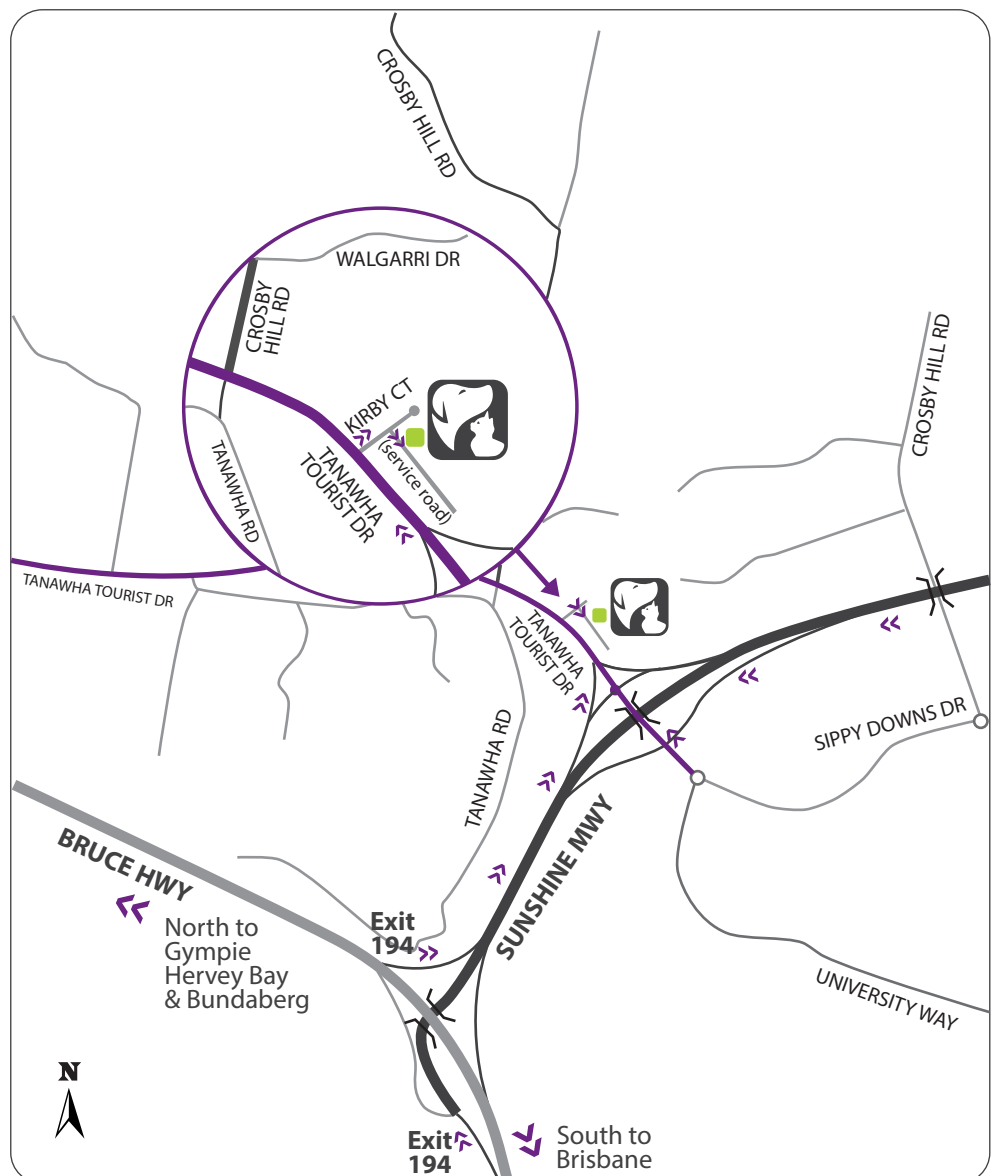 CROSBY HILL RD
WALGARRI DR
CROSBY
HILL RD
KIRBY CT
(service road)
TANAWHA
TOURIST DR
TANAWHA RD
CROSBY HILL RD
TANAWHA TOURIST DR
TANAWHA
TOURIST DR
TANAWHA RD
SIPPY DOWNS DR
SUNSHINE MWY
BRUCE HWY
North to
Gympie
Hervey Bay
& Bundaberg
Exit
194
UNIVERSITY WAY
N
Exit
194
South to
Brisbane